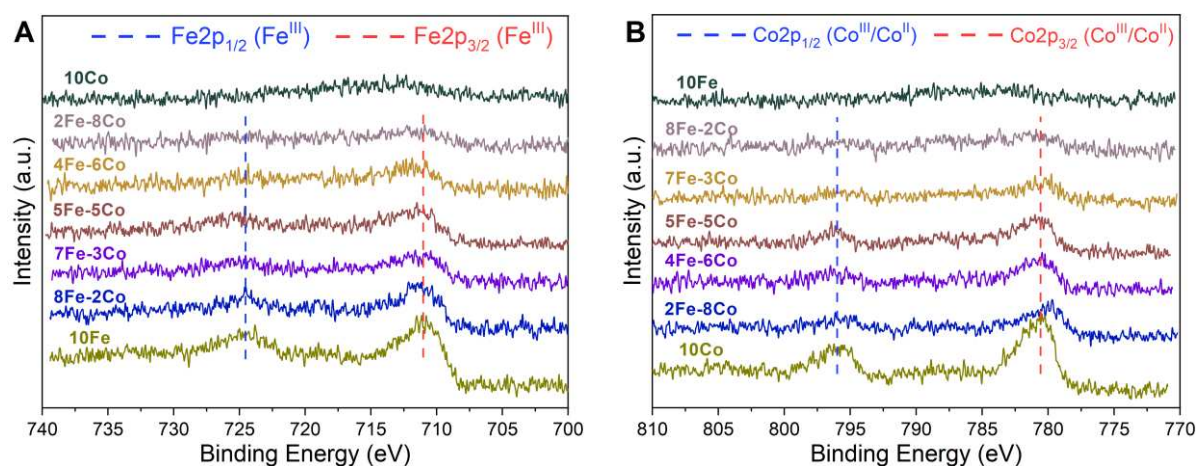 A
Fe2p1/2 (FeIII)
Fe2p3/2 (FeIII)
10Co
2Fe-8Co
4Fe-6Co
5Fe-5Co
7Fe-3Co
8Fe-2Co
10Fe
Intensity (a.u.)
740 735 730 725 720 715 710 705 700
Binding Energy (eV)
B
Co2p1/2 (CoIII/CoII)
Co2p3/2 (CoIII/CoII)
10Fe
8Fe-2Co
7Fe-3Co
5Fe-5Co
4Fe-6Co
2Fe-8Co
10Co
Intensity (a.u.)
810 805 800 795 790 785 780 775 770
Binding Energy (eV)